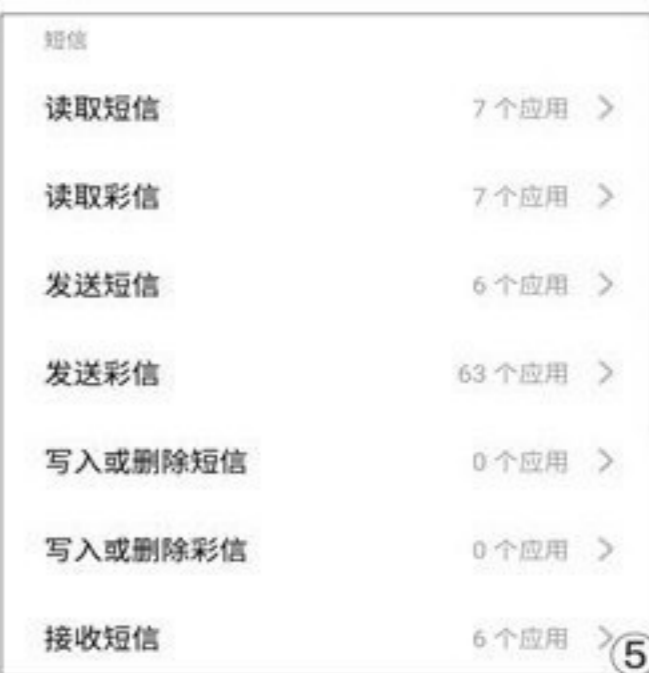 短信
读取短信 7 个应用
读取彩信 7 个应用
发送短信 6 个应用
发送彩信 63 个应用
写入或删除短信 0 个应用
写入或删除彩信 0 个应用
接收短信 6 个应用
⑤